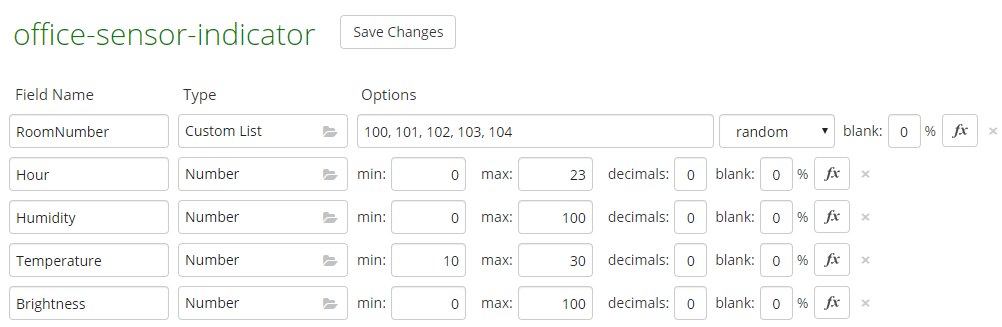 office-sensor-indicator Save Changes
Field Name Type Options
RoomNumber Custom List 100, 101, 102, 103, 104 random blank: 0 % fx ×
Hour Number min: 0 max: 23 decimals: 0 blank: 0 % fx ×
Humidity Number min: 0 max: 100 decimals: 0 blank: 0 % fx ×
Temperature Number min: 10 max: 30 decimals: 0 blank: 0 % fx ×
Brightness Number min: 0 max: 100 decimals: 0 blank: 0 % fx ×